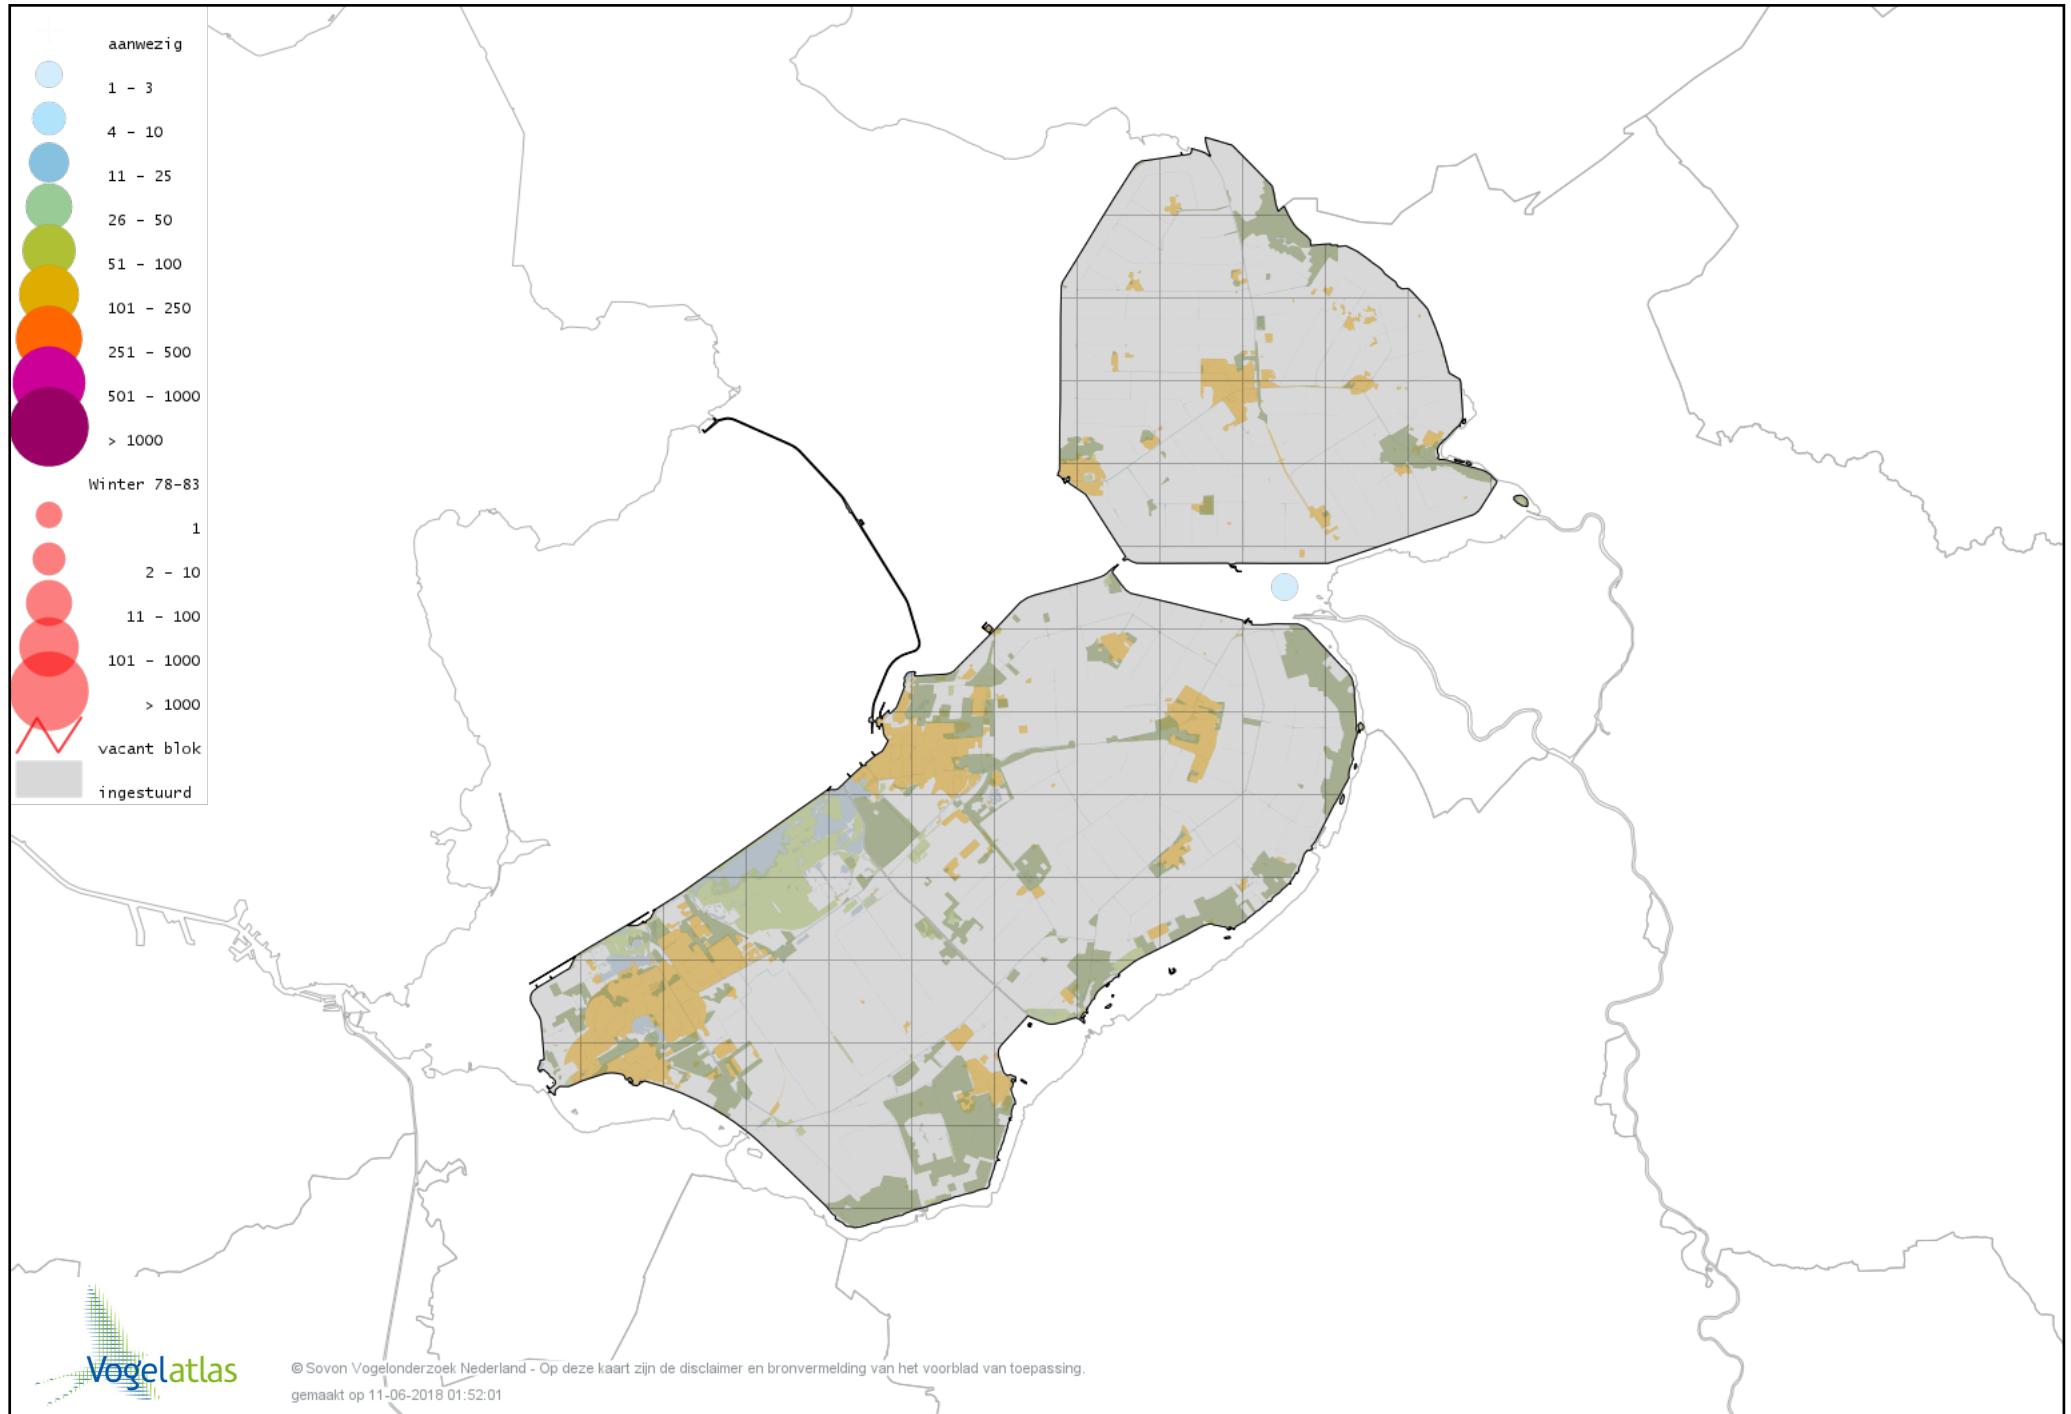 aanwezig
1 - 3
4 - 10
11 - 25
26 - 50
51 - 100
101 - 250
251 - 500
501 - 1000
> 1000
Winter 78-83
1
2 - 10
11 - 100
101 - 1000
> 1000
vacant blok
ingestuurd
Vogelatlas
© Sovon Vogelonderzoek Nederland - Op deze kaart zijn de disclaimer en bronvermelding van het voorblad van toepassing.
gemaakt op 11-06-2018 01:52:01